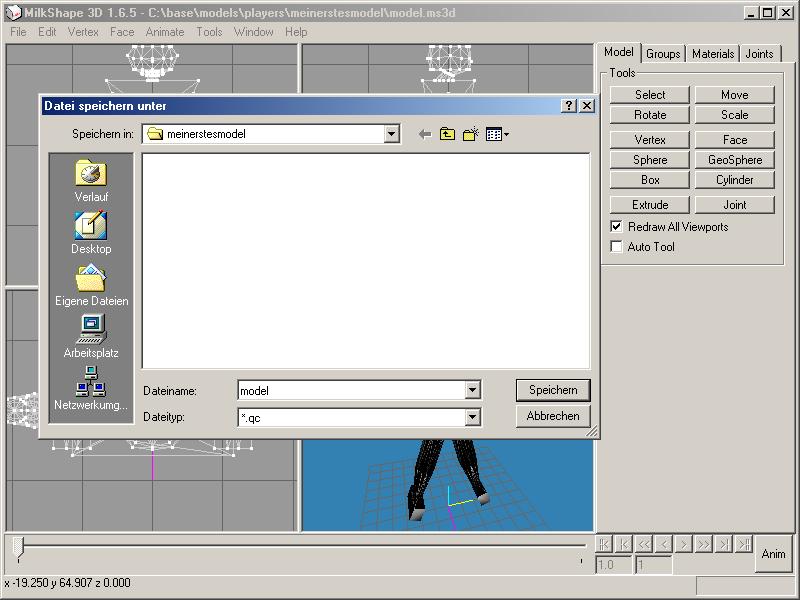 MilkShape 3D 1.6.5 - C:\base\models\players\meinerstesmodel\model.ms3d
File Edit Vertex Face Animate Tools Window Help
Model Groups Materials Joints
Tools
Select Move
Rotate Scale
Vertex Face
Sphere GeoSphere
Box Cylinder
Extrude Joint
Redraw All Viewports
Auto Tool
Datei speichern unter
Speichern in: meinerstesmodel
Verlauf
Desktop
Eigene Dateien
Arbeitsplatz
Netzwerkumg...
Dateiname: model Speichern
Dateityp: *.qc Abbrechen
1.0 1 Anim
x -19.250 y 64.907 z 0.000